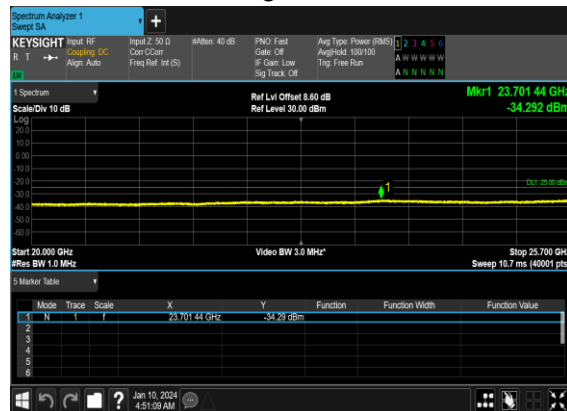 Spectrum Analyzer 1
Swept SA
+
KEYSIGHT Input: RF Input Z: 50 Ω #Atten: 40 dB PNO: Fast Avg Type: Power (RMS) 1 2 3 4 5 6
R T Coupling: DC Corr CCorr Gate: Off Avg|Hold: 100/100 A W W W W W
Align: Auto Freq Ref: Int (S) IF Gain: Low Trig: Free Run A N N N N N
Sig Track: Off
1 Spectrum Ref Lvl Offset 8.60 dB Mkr1 23.701 44 GHz
Scale/Div 10 dB Ref Level 30.00 dBm -34.292 dBm
Log
20.0
10.0
0.00
-10.0
-20.0
1
DL1 -25.00 dBm
-30.0
-40.0
-50.0
-60.0
Start 20.000 GHz Video BW 3.0 MHz* Stop 25.700 GHz
#Res BW 1.0 MHz Sweep 10.7 ms (40001 pts)
5 Marker Table
Mode Trace Scale X Y Function Function Width Function Value
1 N 1 f 23.701 44 GHz -34.29 dBm
2
3
4
5
6
? Jan 10, 2024
4:51:09 AM